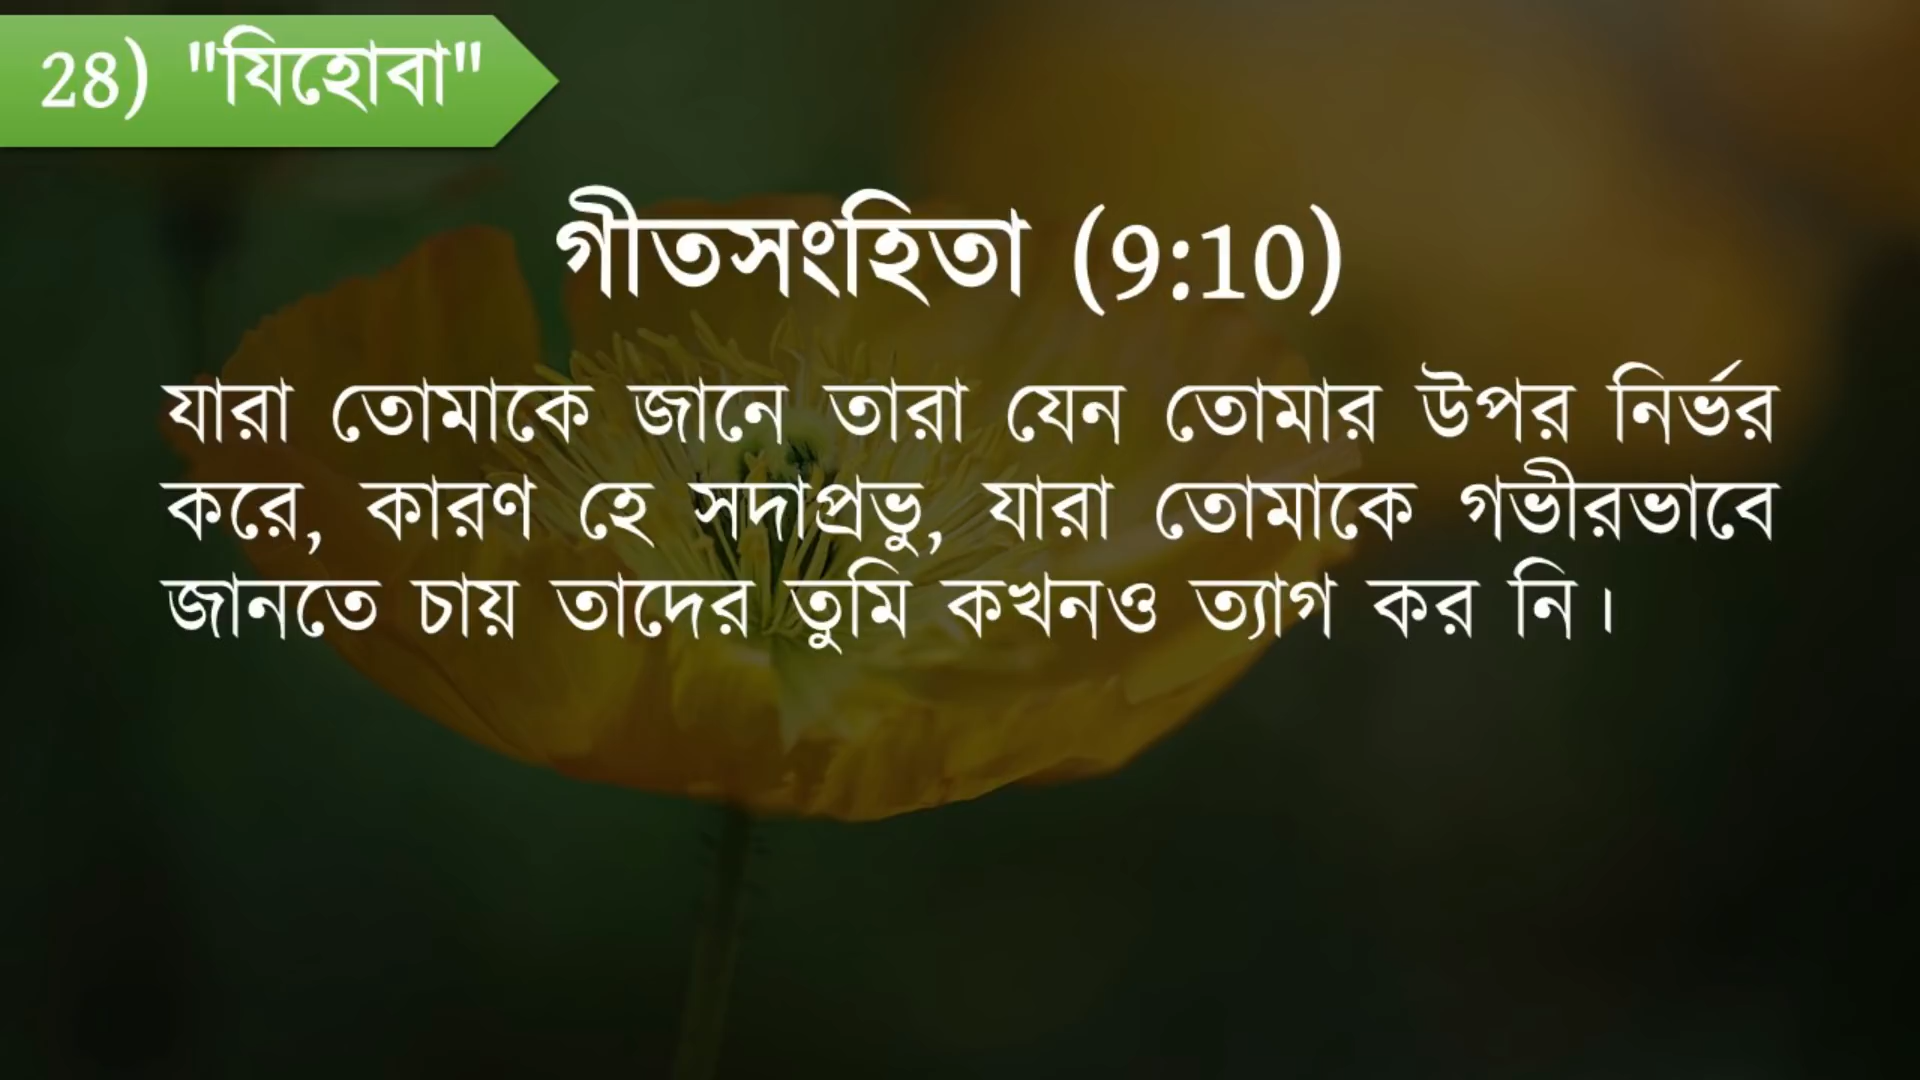 28) "যিহোবা"
গীতসংহিতা (9:10)
যারা তোমাকে জানে তারা যেন তোমার উপর নির্ভর
করে, কারণ হে সদাপ্রভু, যারা তোমাকে গভীরভাবে
জানতে চায় তাদের তুমি কখনও ত্যাগ কর নি।